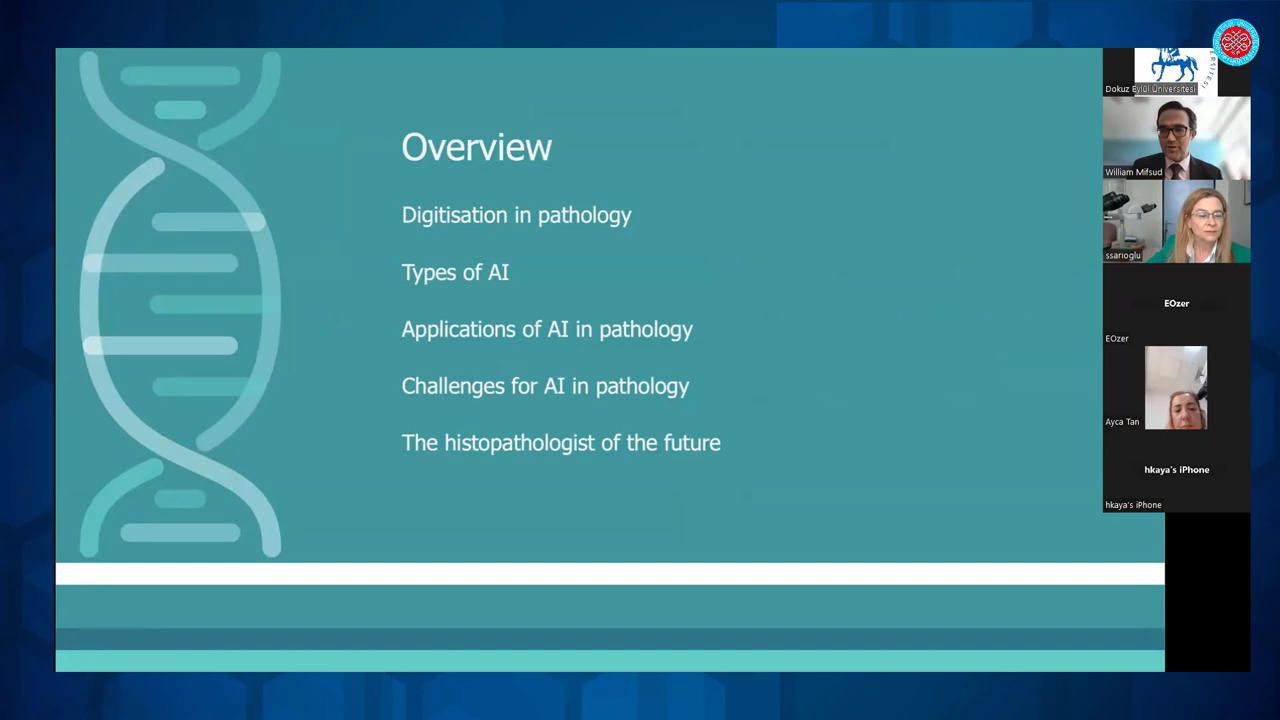 Overview
Digitisation in pathology
Types of AI
Applications of AI in pathology
Challenges for AI in pathology
The histopathologist of the future
Dokuz Eylül Üniversitesi
William Mifsud
ssarioglu
EOzer
EOzer
Ayca Tan
hkaya's iPhone
hkaya's iPhone